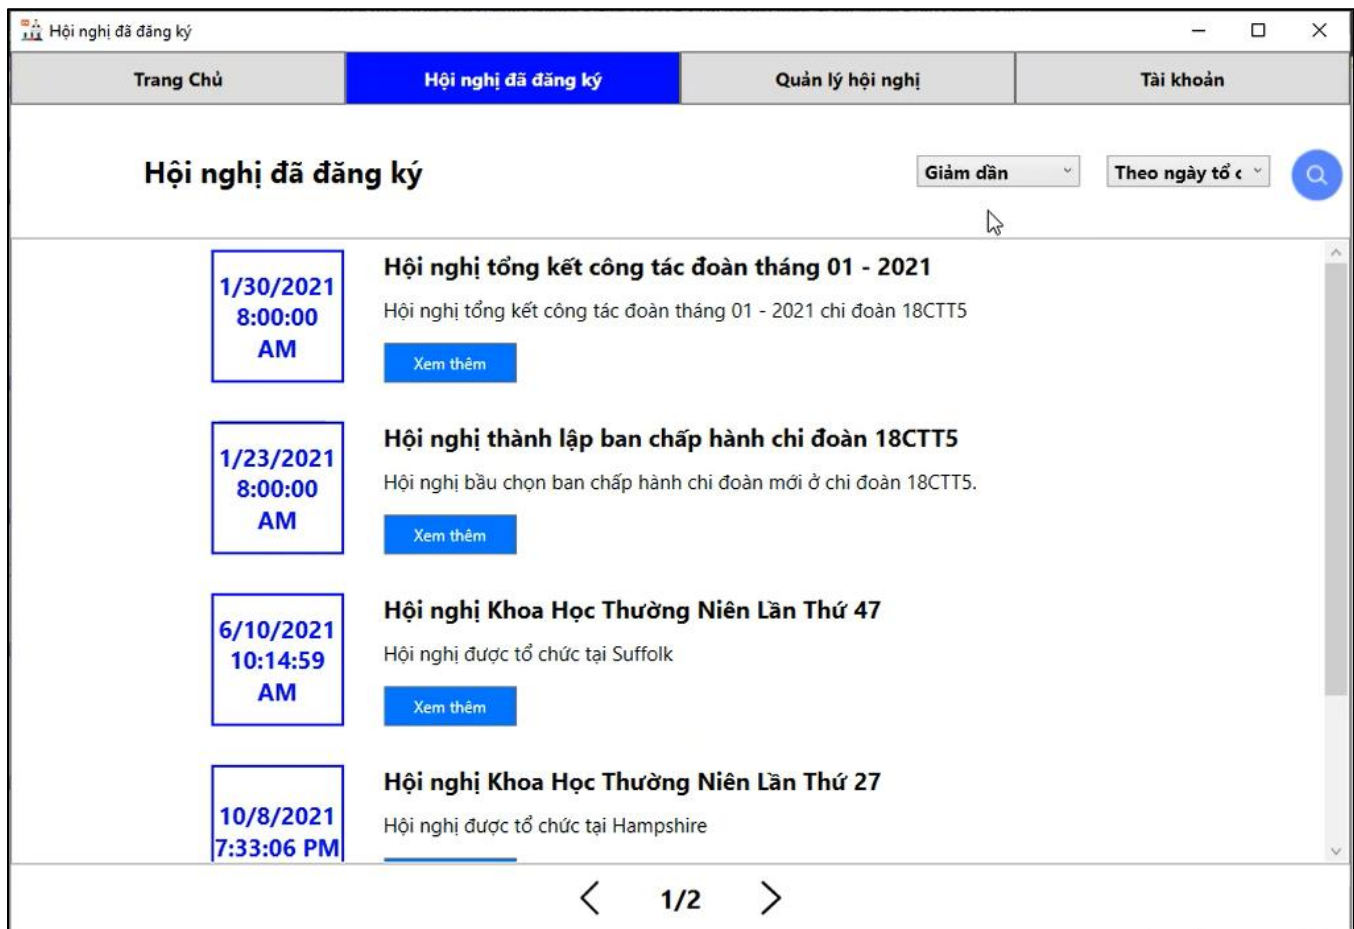 Hội nghị đã đăng ký
Trang Chủ
Hội nghị đã đăng ký
Quản lý hội nghị
Tài khoản
Hội nghị đã đăng ký
Giảm dần
Theo ngày tổ c
1/30/2021
8:00:00
AM
Hội nghị tổng kết công tác đoàn tháng 01 - 2021
Hội nghị tổng kết công tác đoàn tháng 01 - 2021 chi đoàn 18CTT5
Xem thêm
1/23/2021
8:00:00
AM
Hội nghị thành lập ban chấp hành chi đoàn 18CTT5
Hội nghị bầu chọn ban chấp hành chi đoàn mới ở chi đoàn 18CTT5.
Xem thêm
6/10/2021
10:14:59
AM
Hội nghị Khoa Học Thường Niên Lần Thứ 47
Hội nghị được tổ chức tại Suffolk
Xem thêm
10/8/2021
7:33:06 PM
Hội nghị Khoa Học Thường Niên Lần Thứ 27
Hội nghị được tổ chức tại Hampshire
1/2